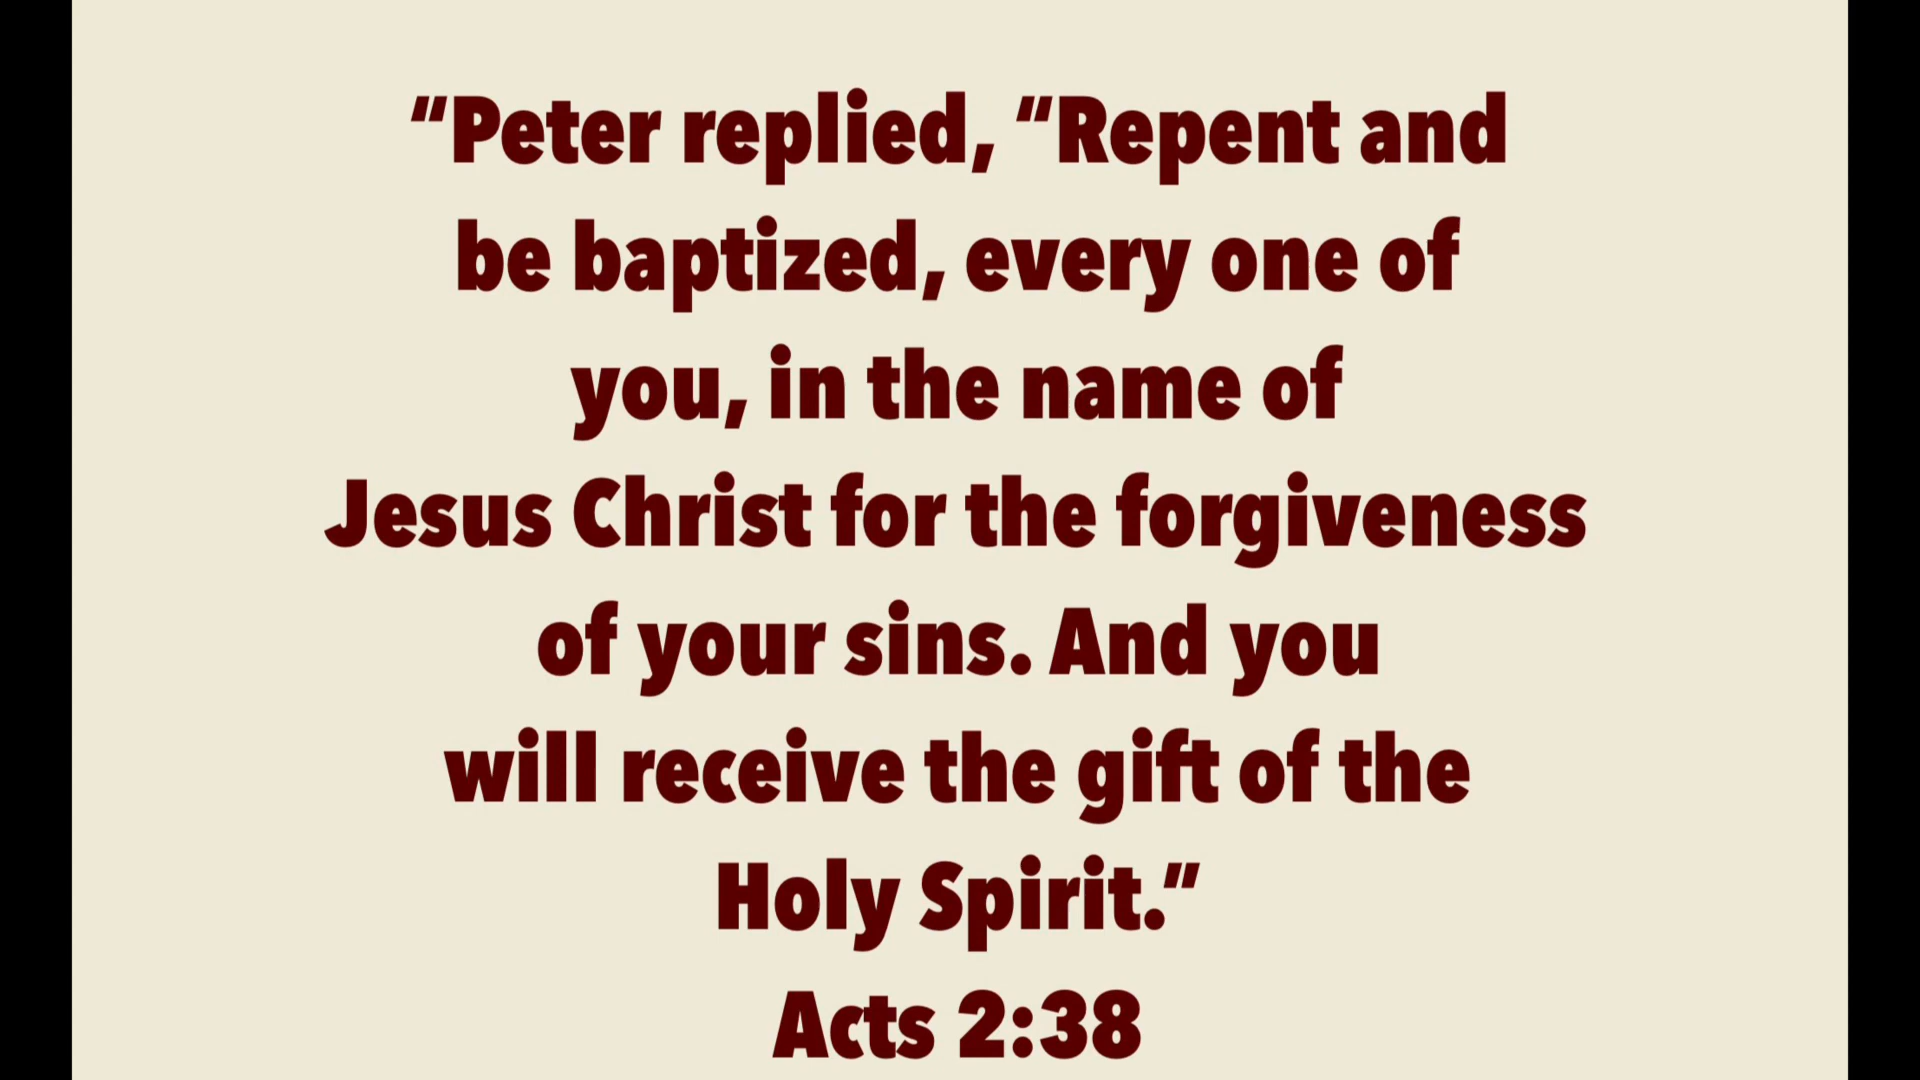 “Peter replied, “Repent and
be baptized, every one of
you, in the name of
Jesus Christ for the forgiveness
of your sins. And you
will receive the gift of the
Holy Spirit.”
Acts 2:38